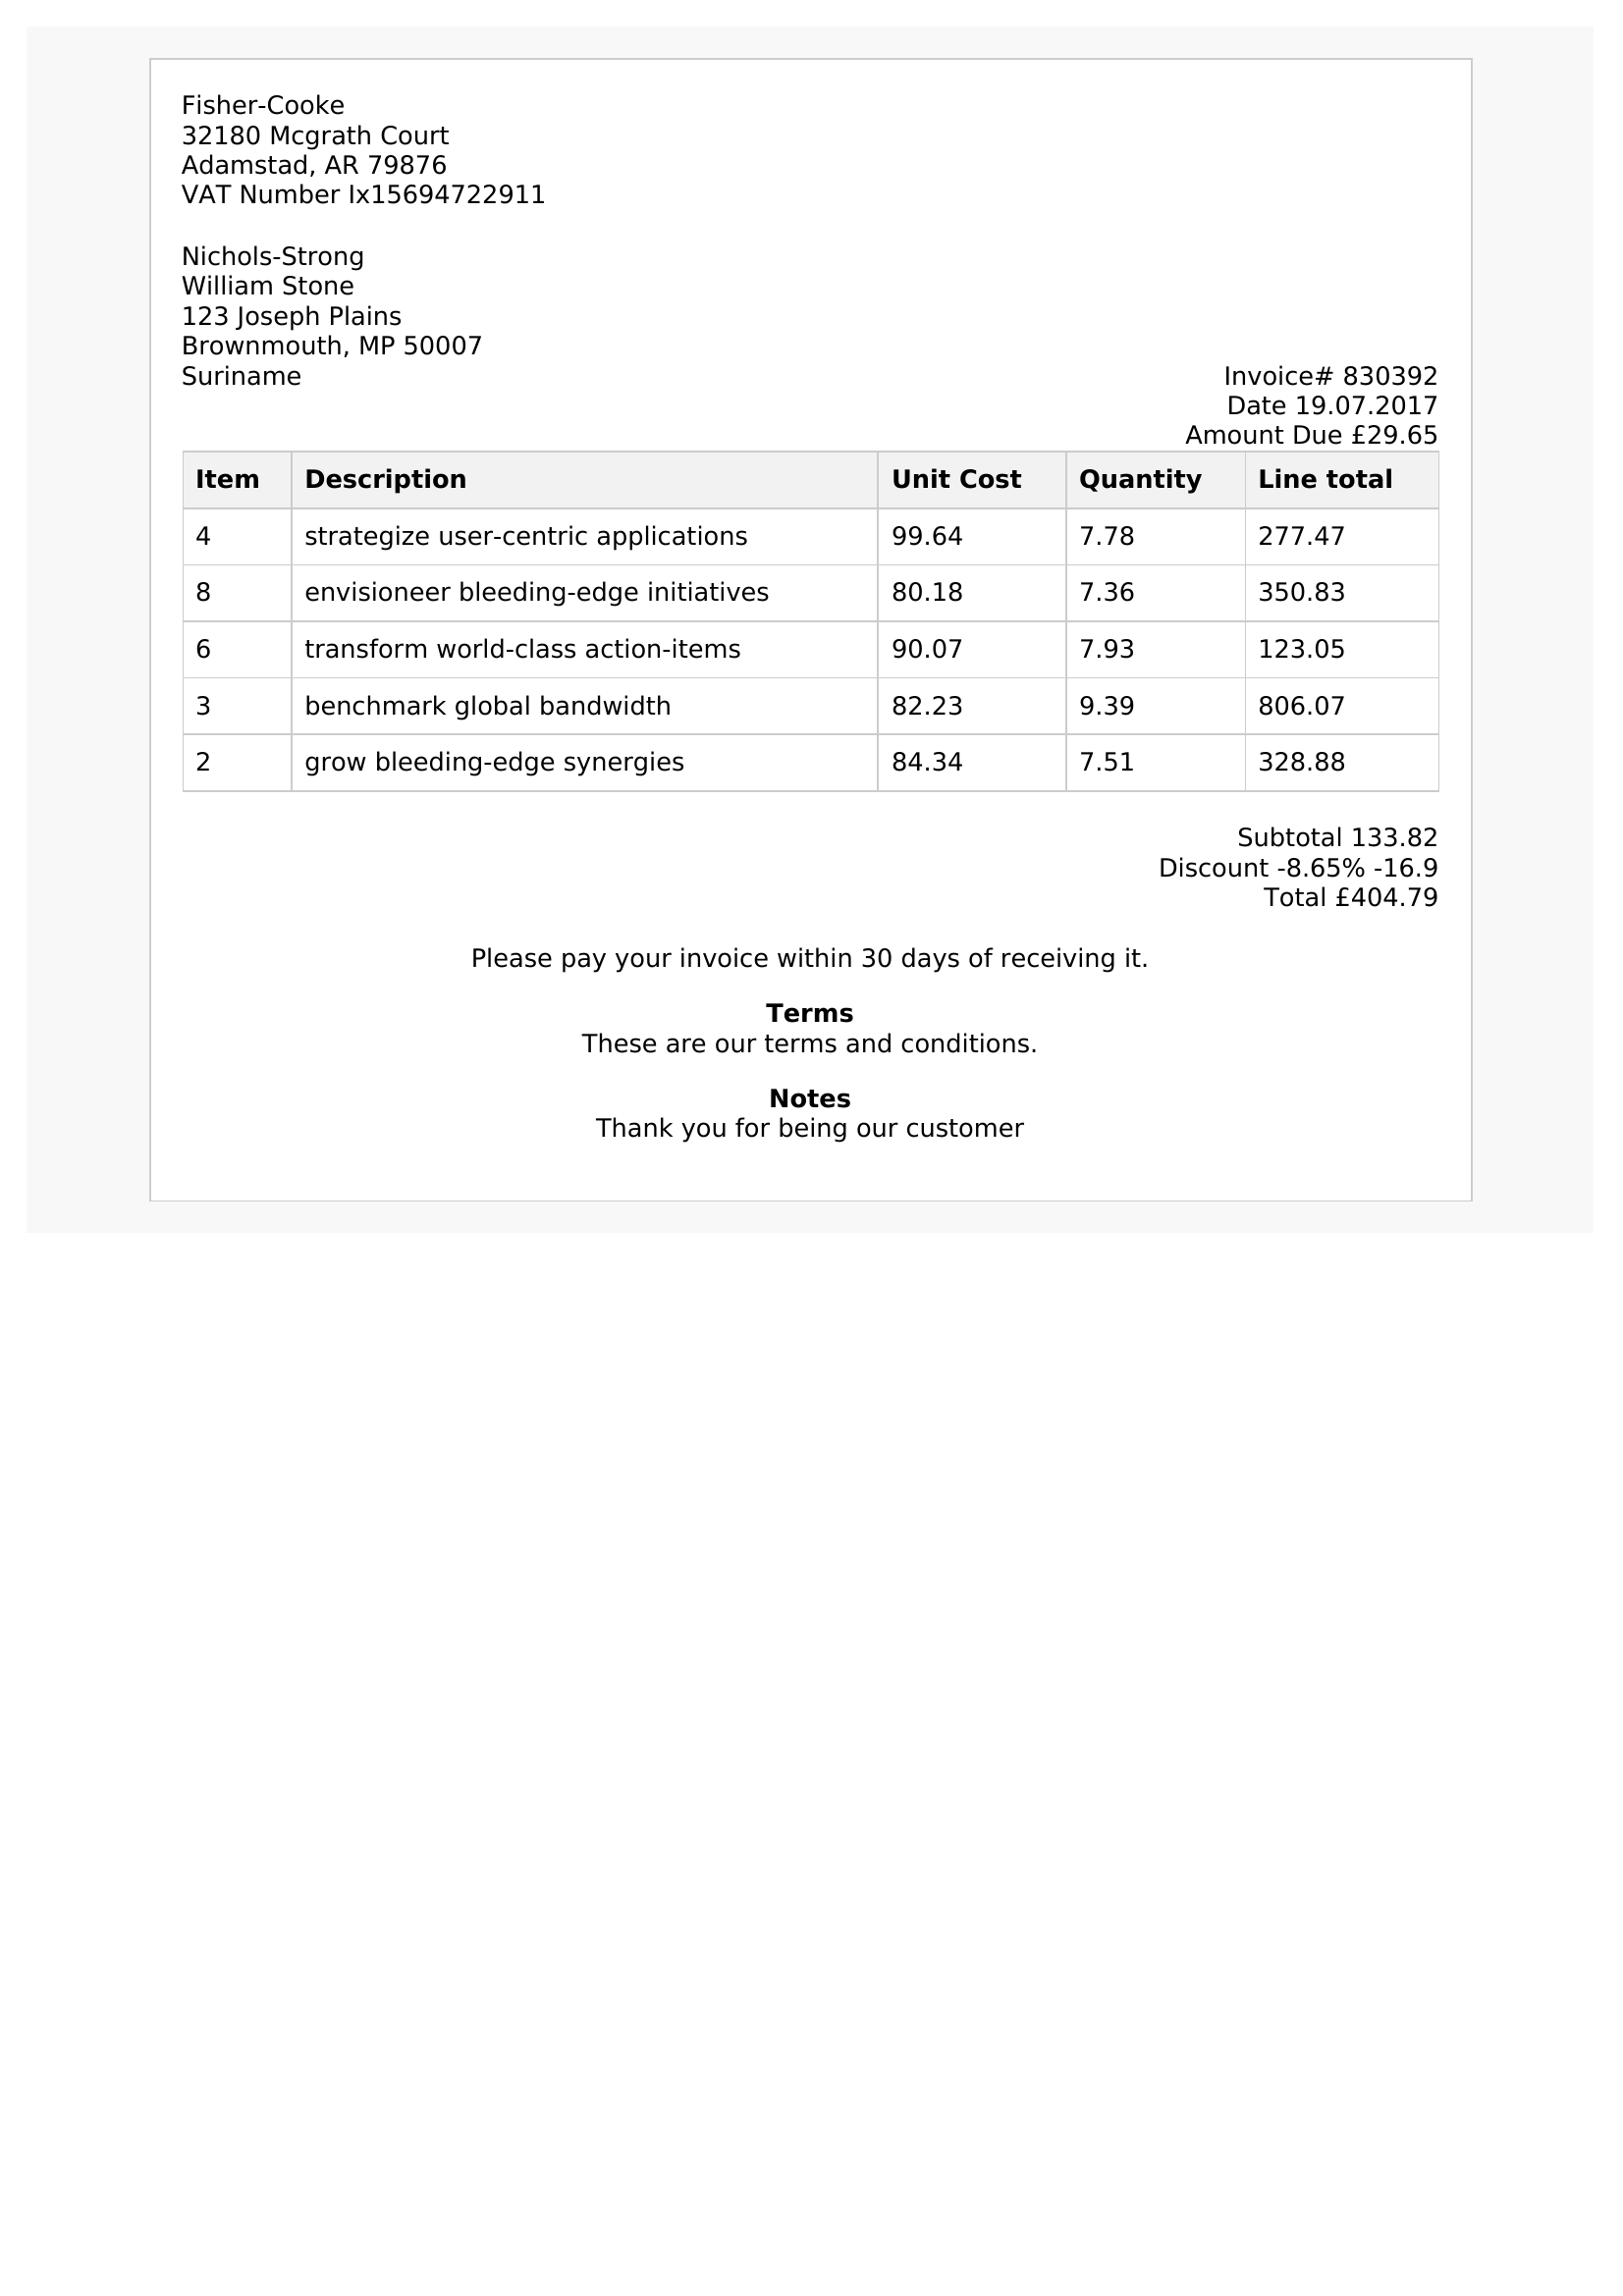 Fisher-Cooke
32180 Mcgrath Court
Adamstad, AR 79876
VAT Number Ix15694722911
Nichols-Strong
William Stone
123 Joseph Plains
Brownmouth, MP 50007
Suriname
Invoice# 830392
Date 19.07.2017
Amount Due £29.65
Item Description Unit Cost Quantity Line total
4 strategize user-centric applications 99.64 7.78 277.47
8 envisioneer bleeding-edge initiatives 80.18 7.36 350.83
6 transform world-class action-items 90.07 7.93 123.05
3 benchmark global bandwidth 82.23 9.39 806.07
2 grow bleeding-edge synergies 84.34 7.51 328.88
Subtotal 133.82
Discount -8.65% -16.9
Total £404.79
Please pay your invoice within 30 days of receiving it.
Terms
These are our terms and conditions.
Notes
Thank you for being our customer